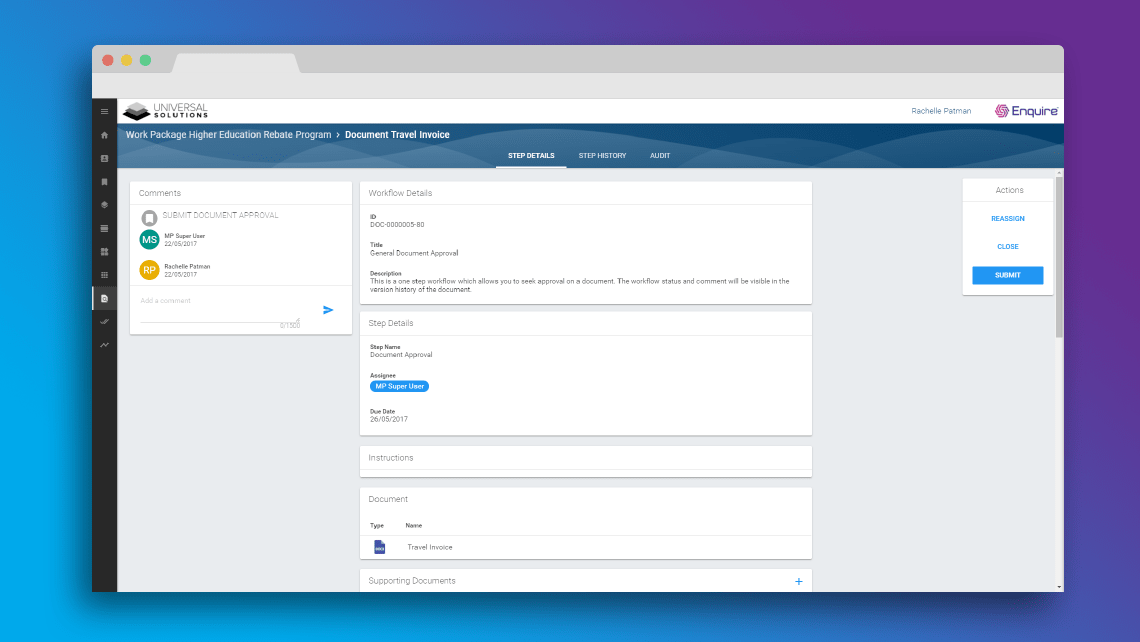 UNIVERSAL
SOLUTIONS
Rachelle Patman
Enquire
Work Package Higher Education Rebate Program > Document Travel Invoice
STEP DETAILS
STEP HISTORY
AUDIT
Comments
SUBMIT DOCUMENT APPROVAL
MS
MP Super User
22/05/2017
RP
Rachelle Patman
22/05/2017
Add a comment
0/1500
Workflow Details
ID
DOC-0000005-80
Title
General Document Approval
Description
This is a one step workflow which allows you to seek approval on a document. The workflow status and comment will be visible in the
version history of the document.
Step Details
Step Name
Document Approval
Assignee
MP Super User
Due Date
26/05/2017
Instructions
Document
Type Name
Travel Invoice
Supporting Documents +
Actions
REASSIGN
CLOSE
SUBMIT